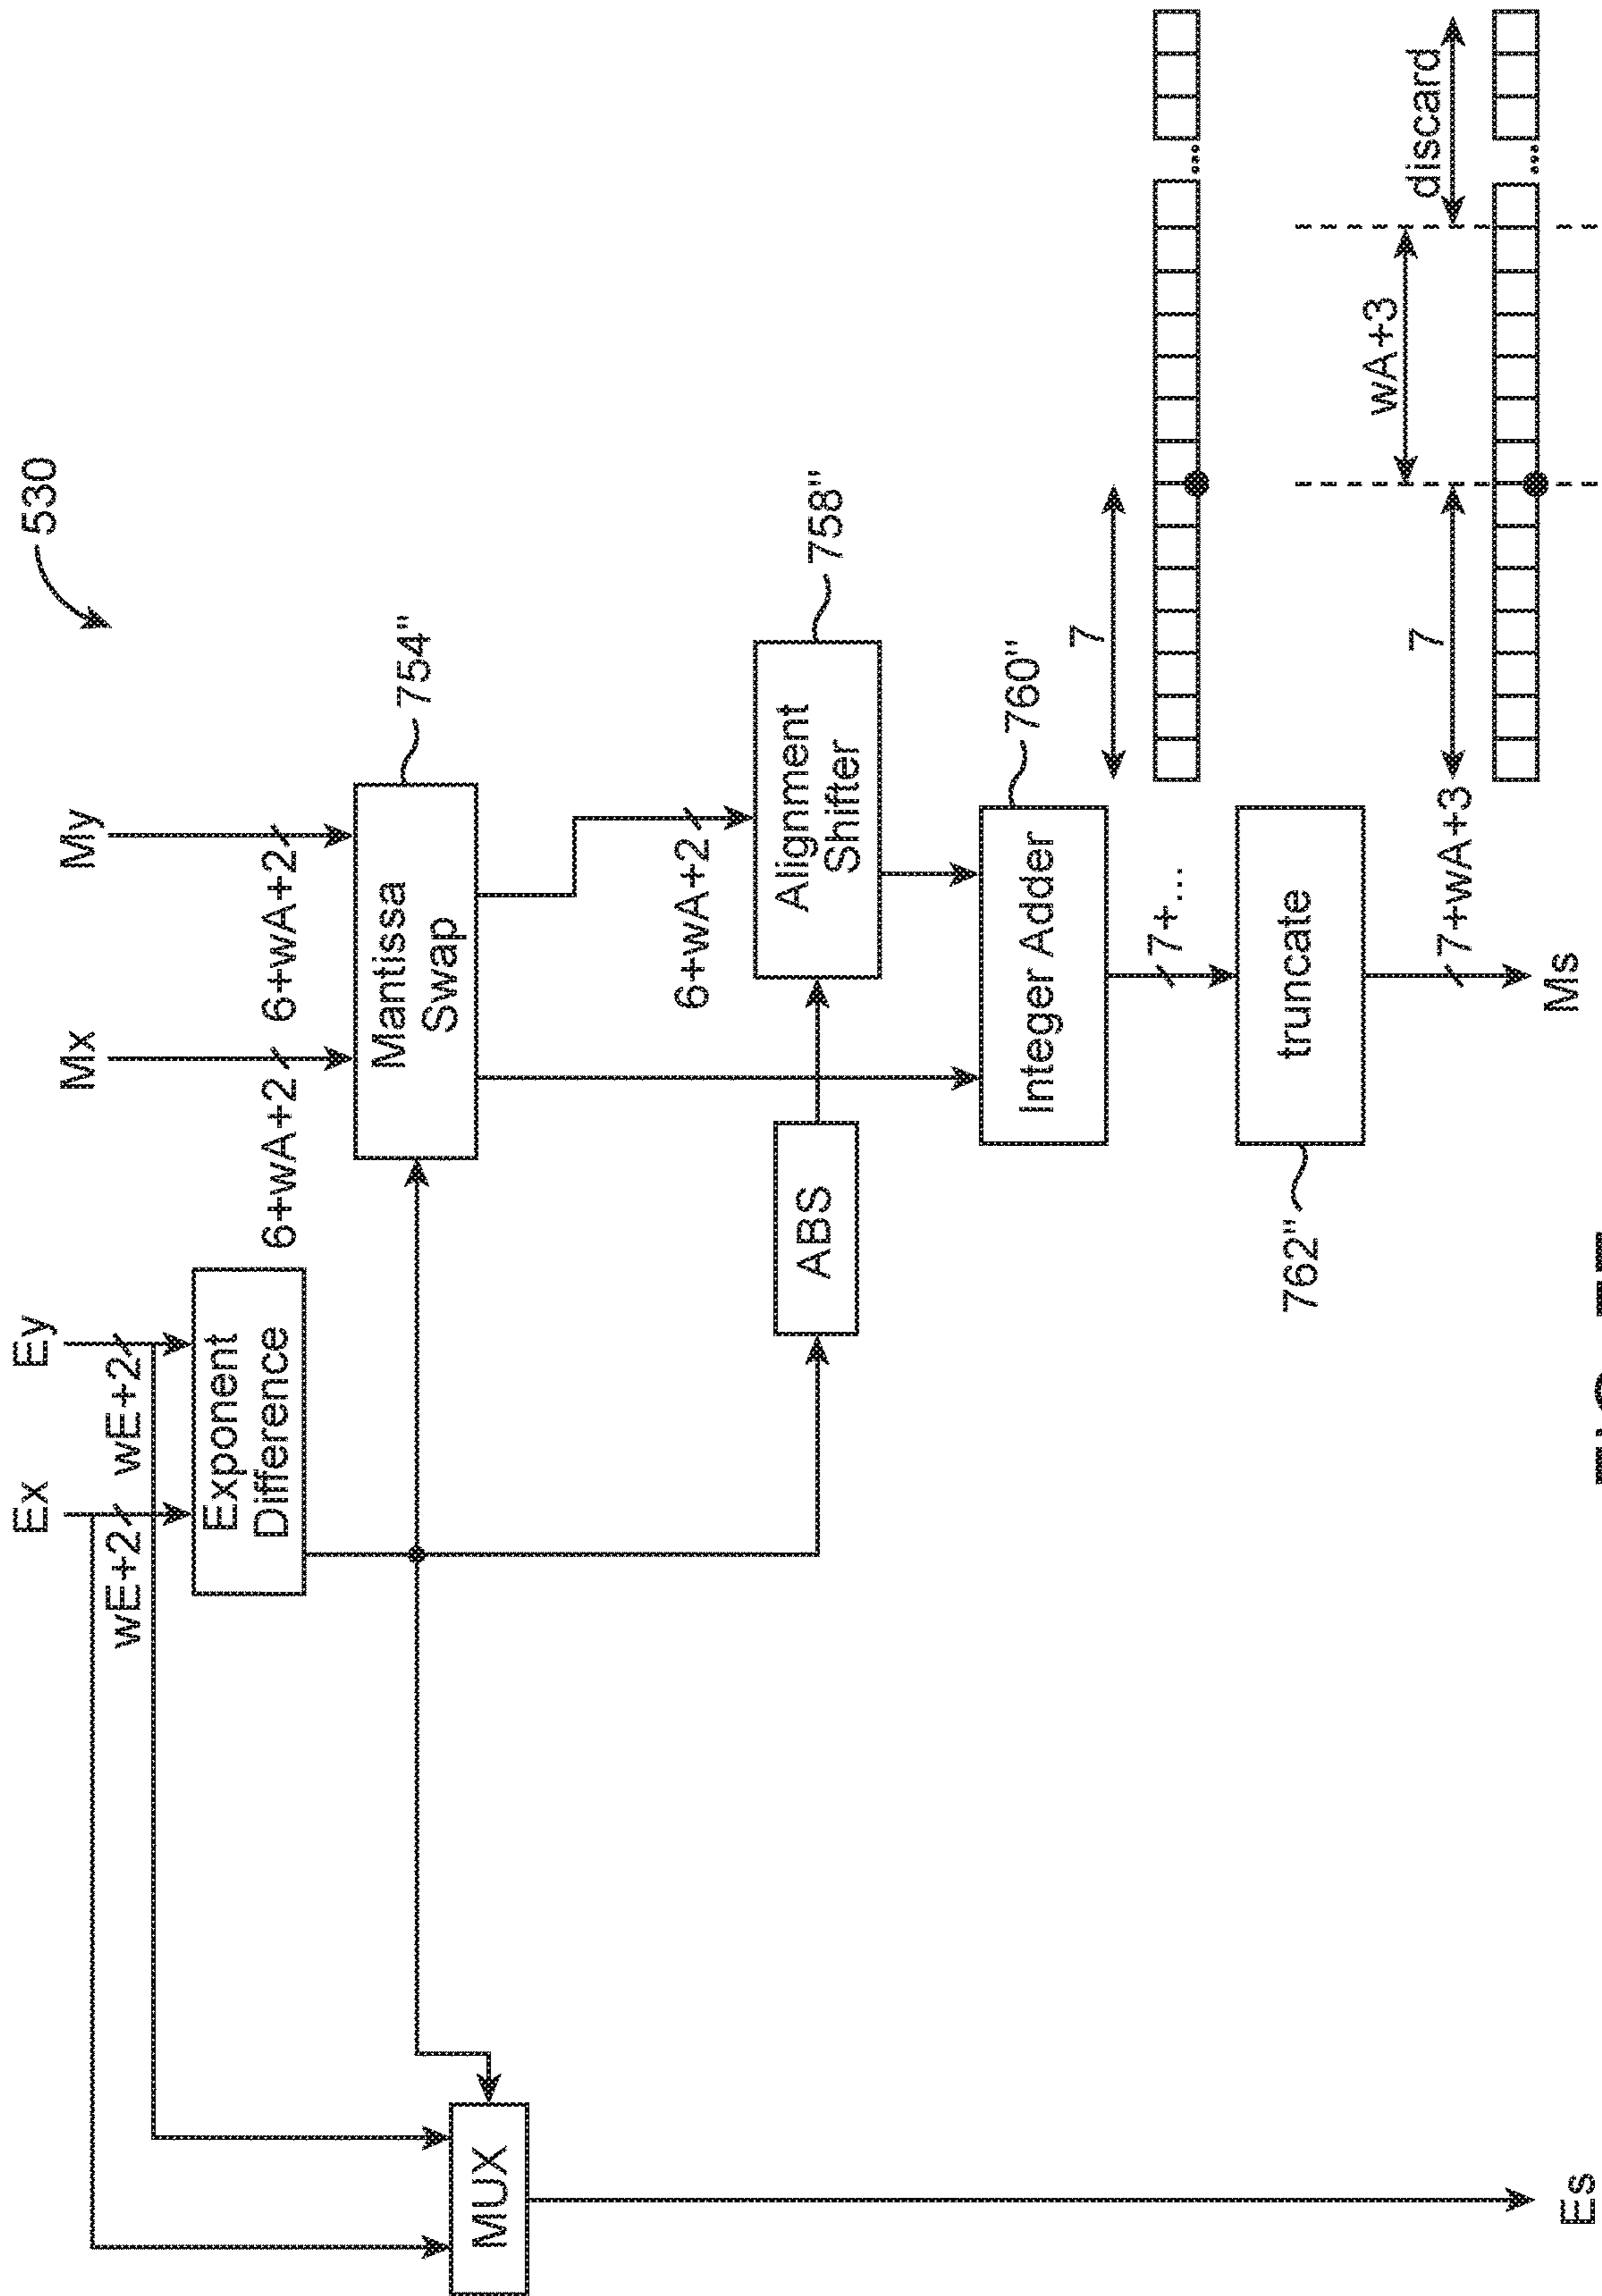 530
Ex Ey
Mx My
wE+2 wE+2
6+wA+2 6+wA+2
Exponent
Difference
Mantissa
Swap
754"
MUX
6+wA+2
ABS
Alignment
Shifter
758"
Integer Adder
760"
7
7+...
762"
truncate
wA+3
discard
7
7+wA+3
Ms
Es